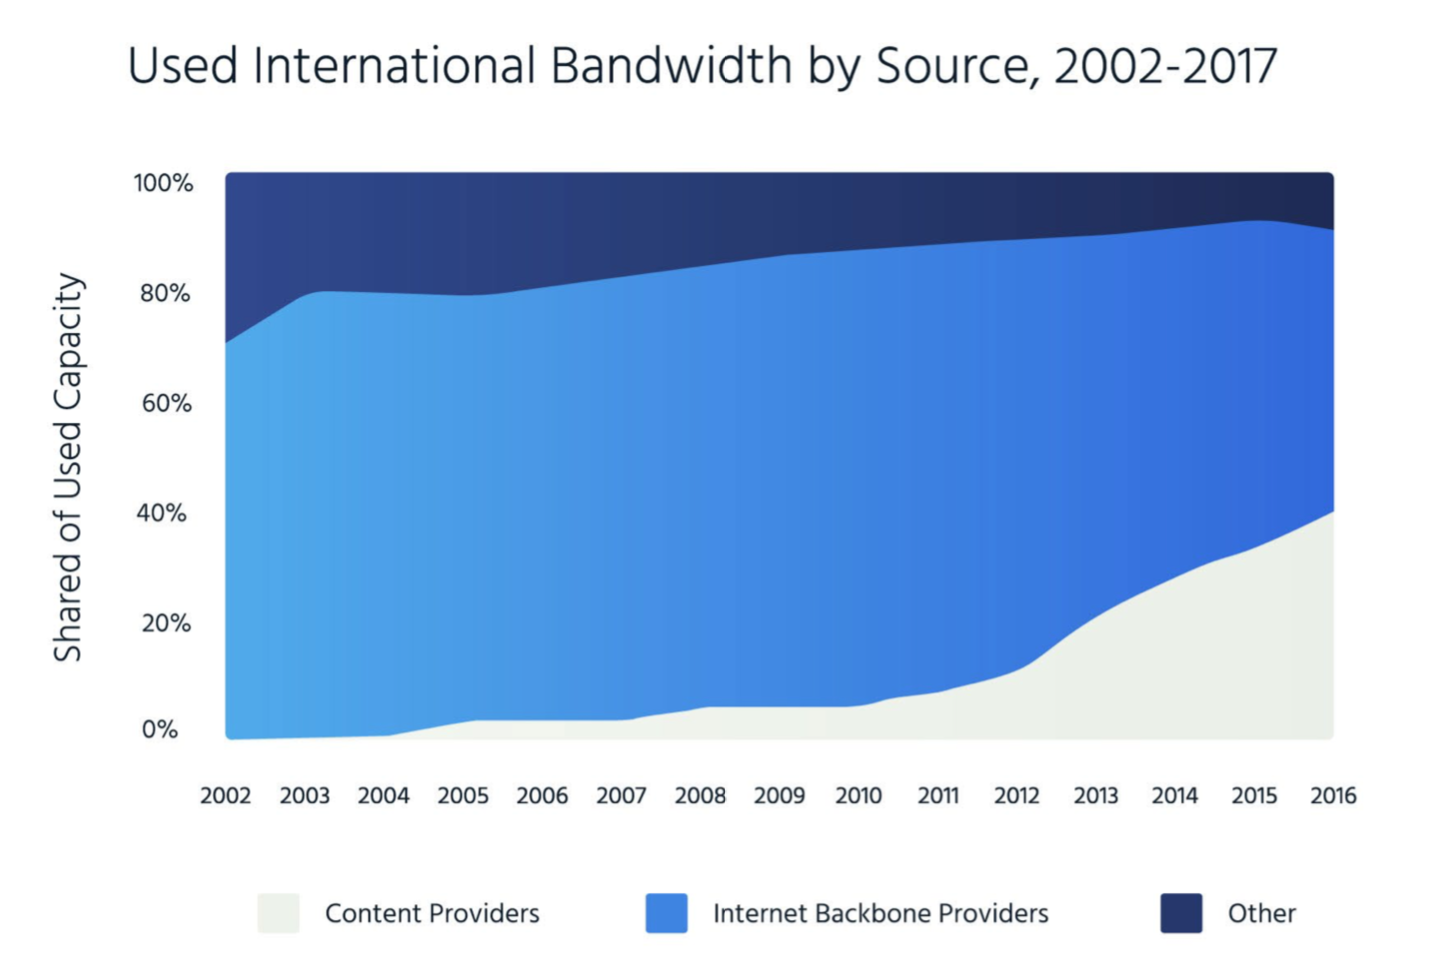 Used International Bandwidth by Source, 2002-2017
Shared of Used Capacity
100%
80%
60%
40%
20%
0%
2002 2003 2004 2005 2006 2007 2008 2009 2010 2011 2012 2013 2014 2015 2016
Content Providers Internet Backbone Providers Other